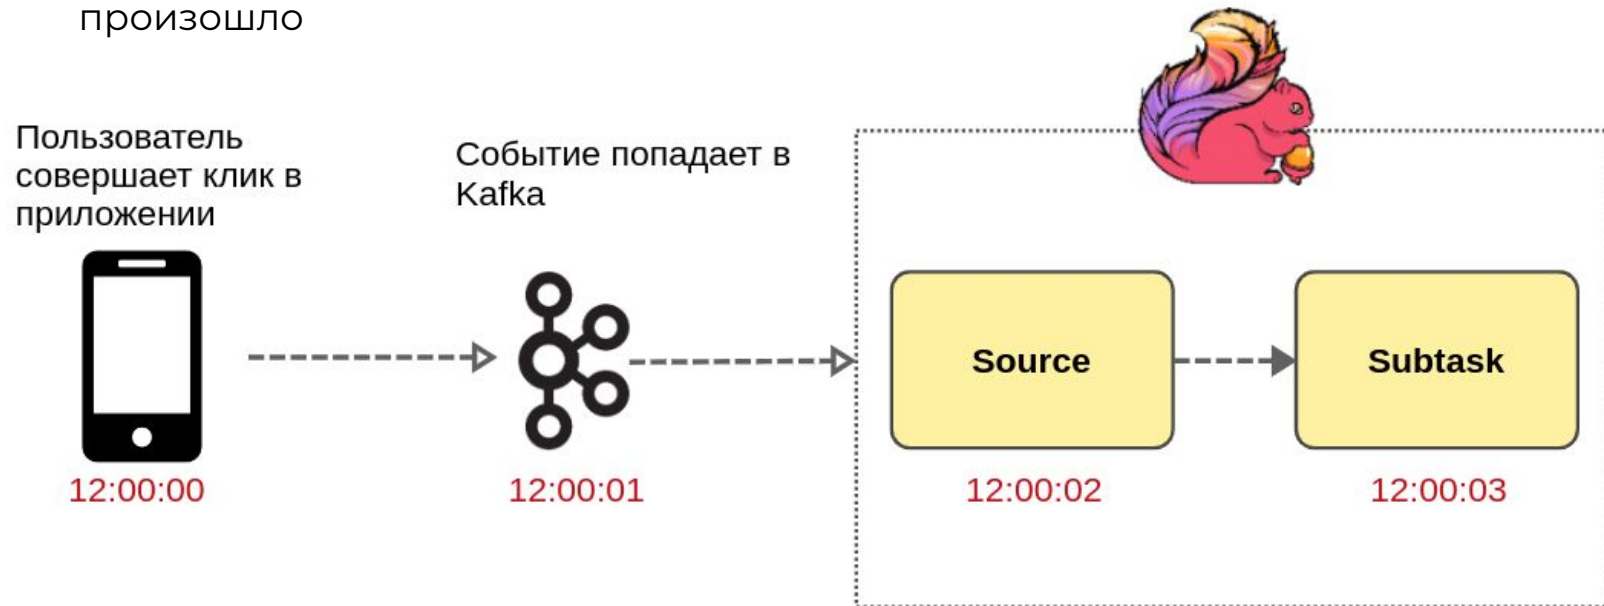 произошло
Пользователь
совершает клик в
приложении
Событие попадает в
Kafka
Source
Subtask
12:00:00
12:00:01
12:00:02
12:00:03